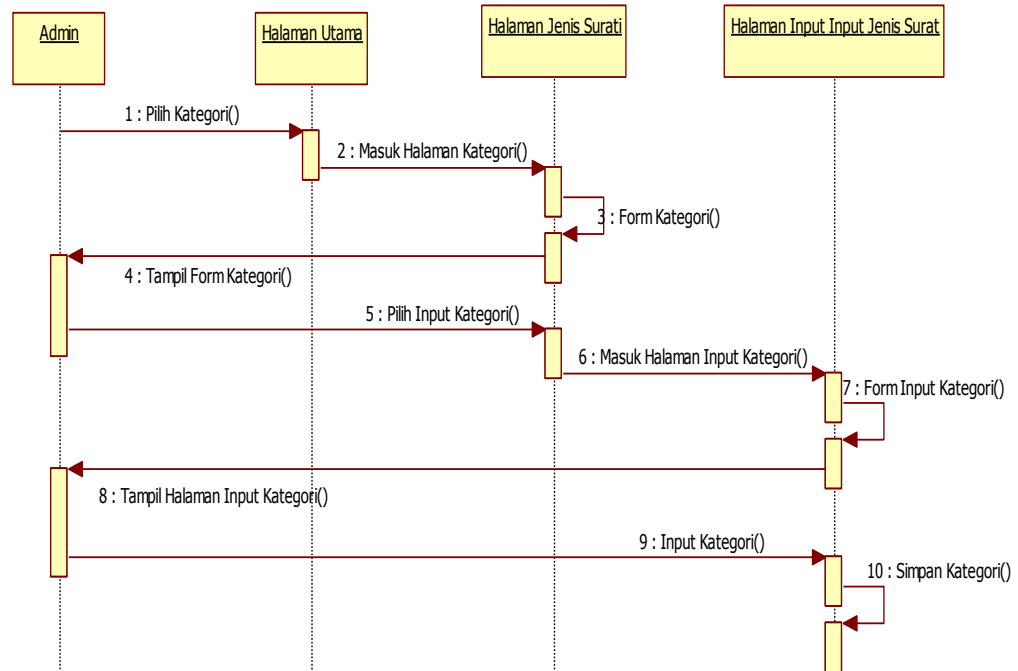 Admin
Halaman Utama
Halaman Jenis Surati
Halaman Input Input Jenis Surat
1 : Pilih Kategori()
2 : Masuk Halaman Kategori()
3 : Form Kategori()
4 : Tampil Form Kategori()
5 : Pilih Input Kategori()
6 : Masuk Halaman Input Kategori()
7 : Form Input Kategori()
8 : Tampil Halaman Input Kategori()
9 : Input Kategori()
10 : Simpan Kategori()